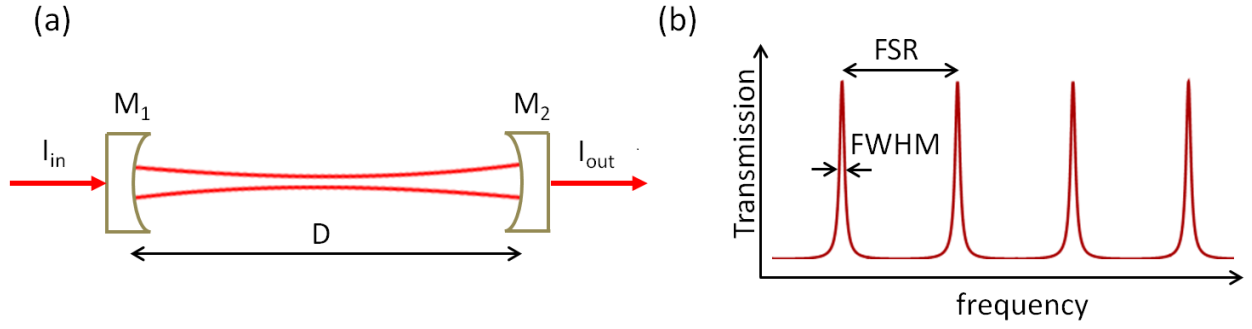 (a)
M1
M2
Iin
Iout
D
(b)
FSR
FWHM
Transmission
frequency